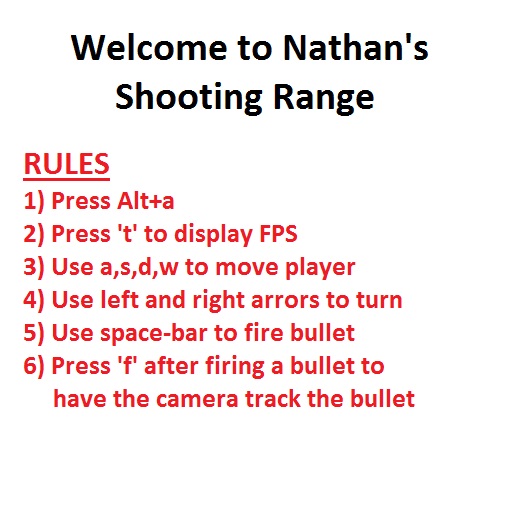 Welcome to Nathan's
Shooting Range
RULES
1) Press Alt+a
2) Press 't' to display FPS
3) Use a,s,d,w to move player
4) Use left and right arrors to turn
5) Use space-bar to fire bullet
6) Press 'f' after firing a bullet to
have the camera track the bullet